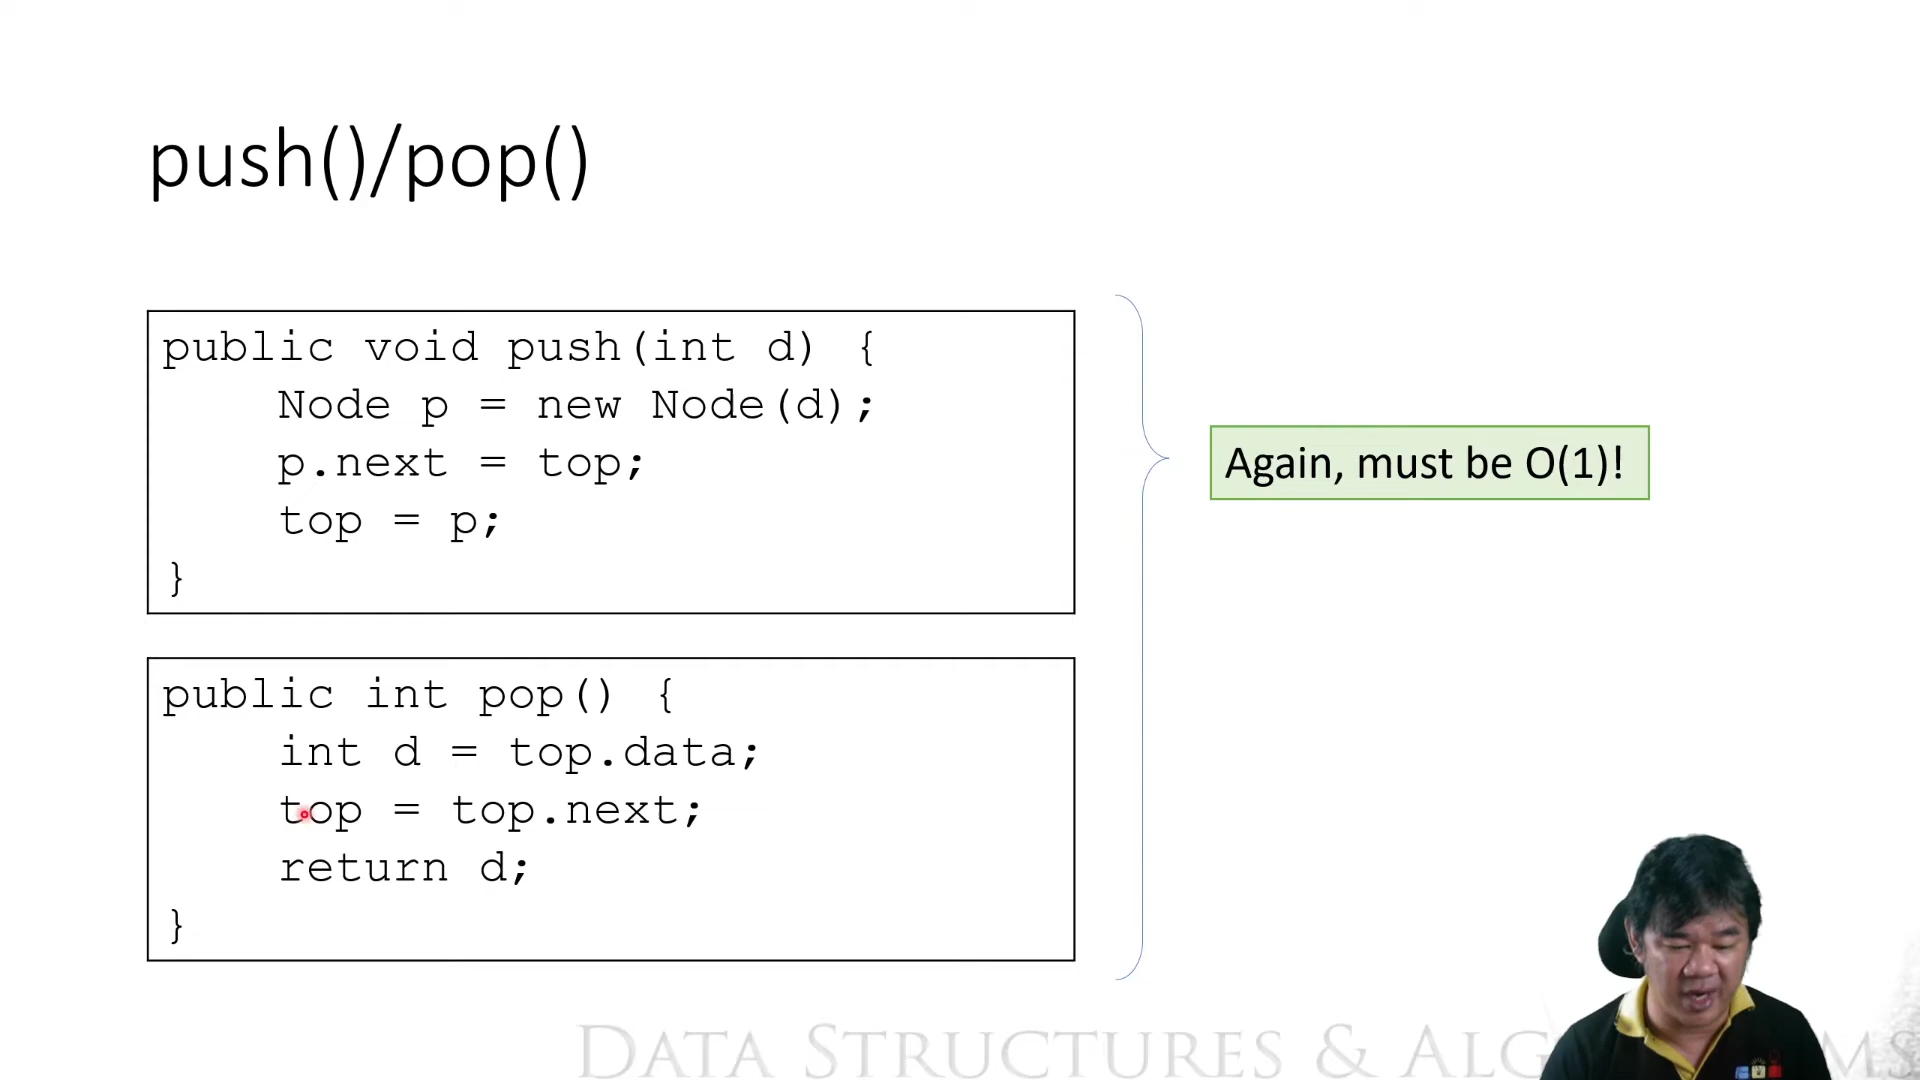 push()/pop()
public void push(int d) {
Node p = new Node(d);
p.next = top;
top = p;
}
Again, must be O(1)!
public int pop() {
int d = top.data;
top = top.next;
return d;
}
DATA STRUCTURES & ALG MS